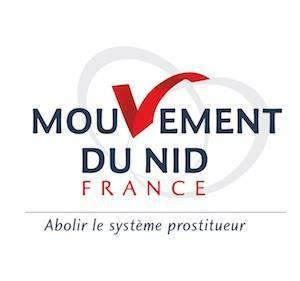 MOUVEMENT
DU NID
FRANCE
Abolir le système prostitueur